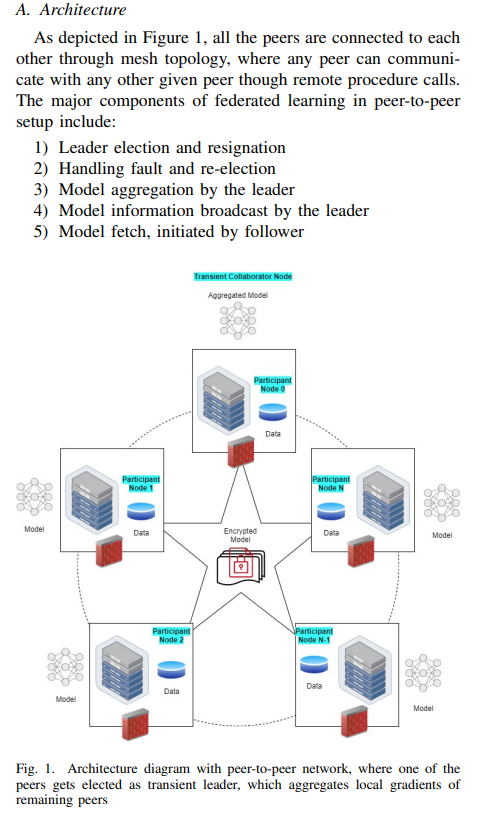 A. Architecture
As depicted in Figure 1, all the peers are connected to each
other through mesh topology, where any peer can communi-
cate with any other given peer though remote procedure calls.
The major components of federated learning in peer-to-peer
setup include:
1) Leader election and resignation
2) Handling fault and re-election
3) Model aggregation by the leader
4) Model information broadcast by the leader
5) Model fetch, initiated by follower
Transient Collaborator Node
Aggregated Model
Participant
Node 0
Data
Participant
Node 1
Data
Model
Participant
Node N
Data
Model
Encrypted
Model
Participant
Node 2
Data
Model
Participant
Node N-1
Data
Model
Fig. 1. Architecture diagram with peer-to-peer network, where one of the
peers gets elected as transient leader, which aggregates local gradients of
remaining peers